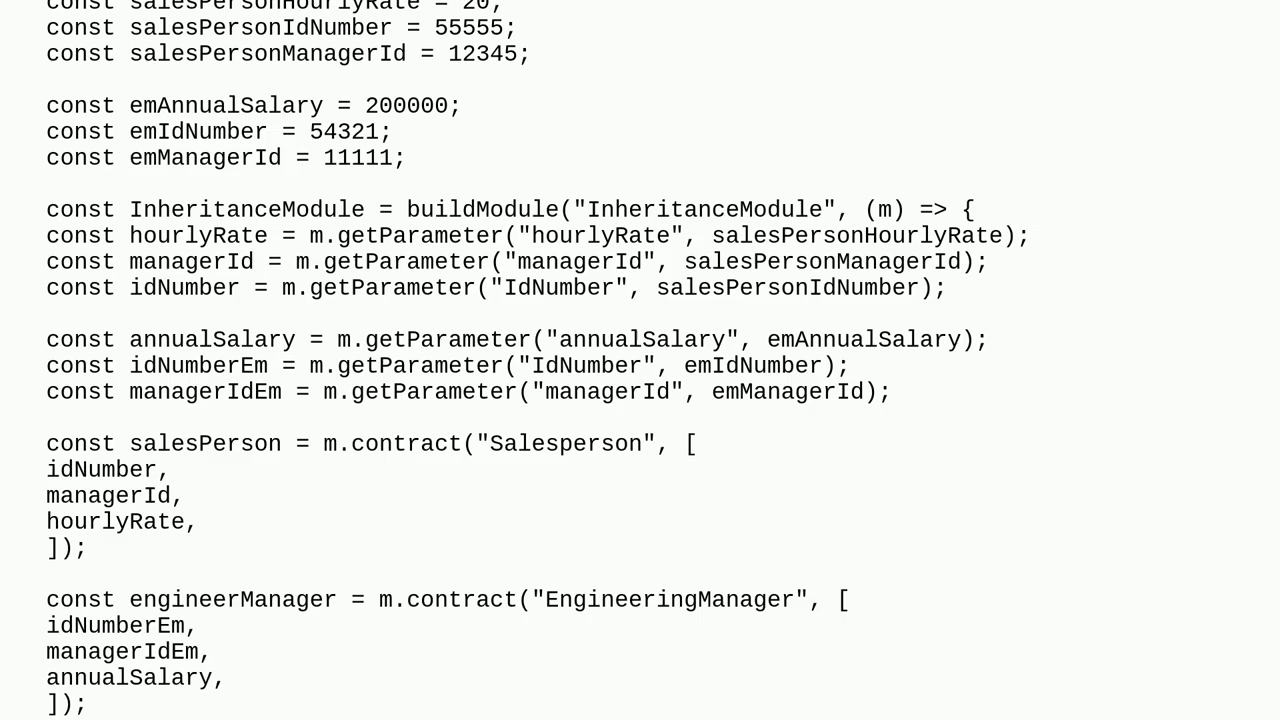 const salesPersonHourlyRate = 20;
const salesPersonIdNumber = 55555;
const salesPersonManagerId = 12345;

const emAnnualSalary = 200000;
const emIdNumber = 54321;
const emManagerId = 11111;

const InheritanceModule = buildModule("InheritanceModule", (m) => {
const hourlyRate = m.getParameter("hourlyRate", salesPersonHourlyRate);
const managerId = m.getParameter("managerId", salesPersonManagerId);
const idNumber = m.getParameter("IdNumber", salesPersonIdNumber);

const annualSalary = m.getParameter("annualSalary", emAnnualSalary);
const idNumberEm = m.getParameter("IdNumber", emIdNumber);
const managerIdEm = m.getParameter("managerId", emManagerId);

const salesPerson = m.contract("Salesperson", [
idNumber,
managerId,
hourlyRate,
]);

const engineerManager = m.contract("EngineeringManager", [
idNumberEm,
managerIdEm,
annualSalary,
]);